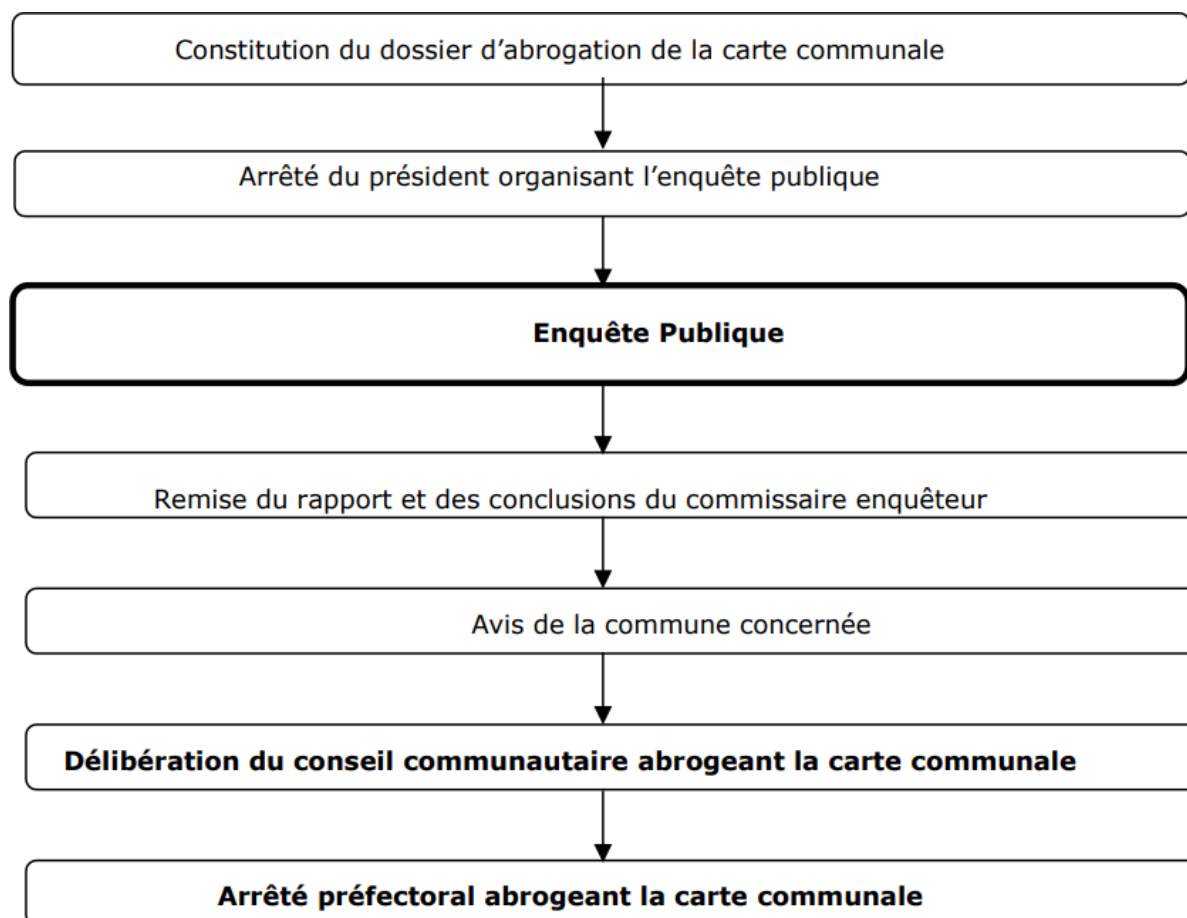 Constitution du dossier d’abrogation de la carte communale
Arrêté du président organisant l’enquête publique
Enquête Publique
Remise du rapport et des conclusions du commissaire enquêteur
Avis de la commune concernée
Délibération du conseil communautaire abrogeant la carte communale
Arrêté préfectoral abrogeant la carte communale